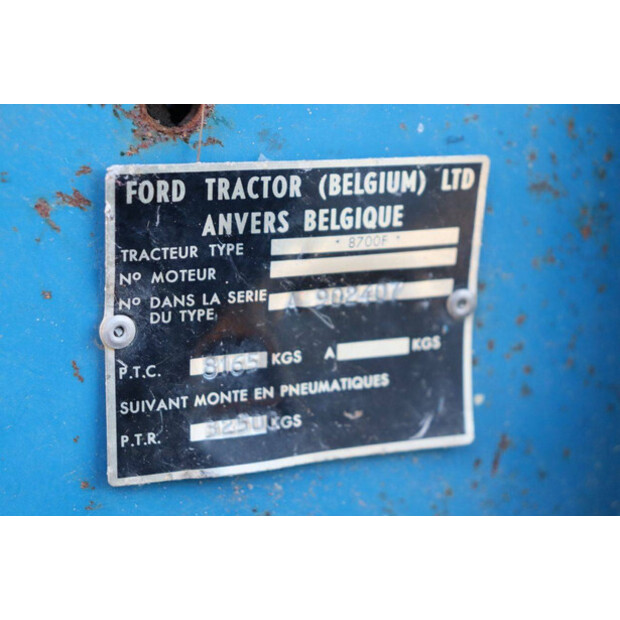 FORD TRACTOR (BELGIUM) LTD
ANVERS BELGIQUE
TRACTEUR TYPE * 8700F *
Nº MOTEUR
Nº DANS LA SERIE A 902407
DU TYPE
P.T.C. 8165 KGS A KGS
SUIVANT MONTE EN PNEUMATIQUES
P.T.R. KGS